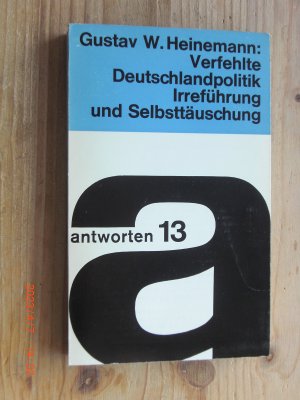 Gustav W. Heinemann:
Verfehlte
Deutschlandpolitik
Irreführung
und Selbsttäuschung
antworten 13
a